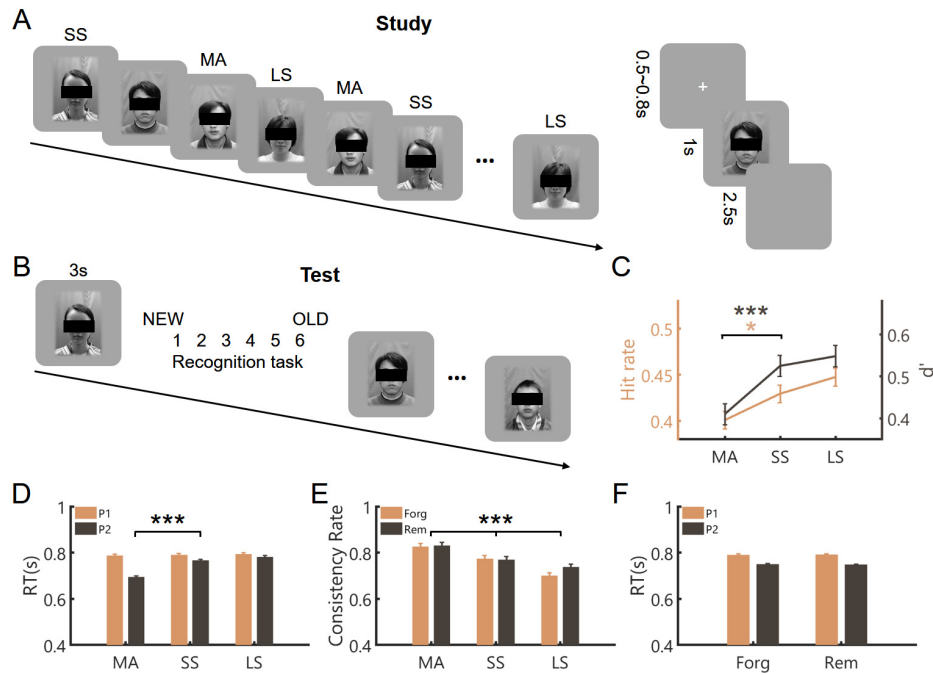 A
Study
SS
MA
LS
MA
SS
LS
...
0.5~0.8s
1s
2.5s
B
Test
3s
NEW OLD
1 2 3 4 5 6
Recognition task
...
C
***
*
Hit rate
0.5
0.45
0.4
0.6
0.5
0.4
d'
MA SS LS
D
P1
P2
***
RT(s)
1
0.8
0.6
0.4
MA SS LS
E
Forg
Rem
***
Consistency Rate
1
0.8
0.6
0.4
MA SS LS
F
P1
P2
RT(s)
1
0.8
0.6
0.4
Forg Rem